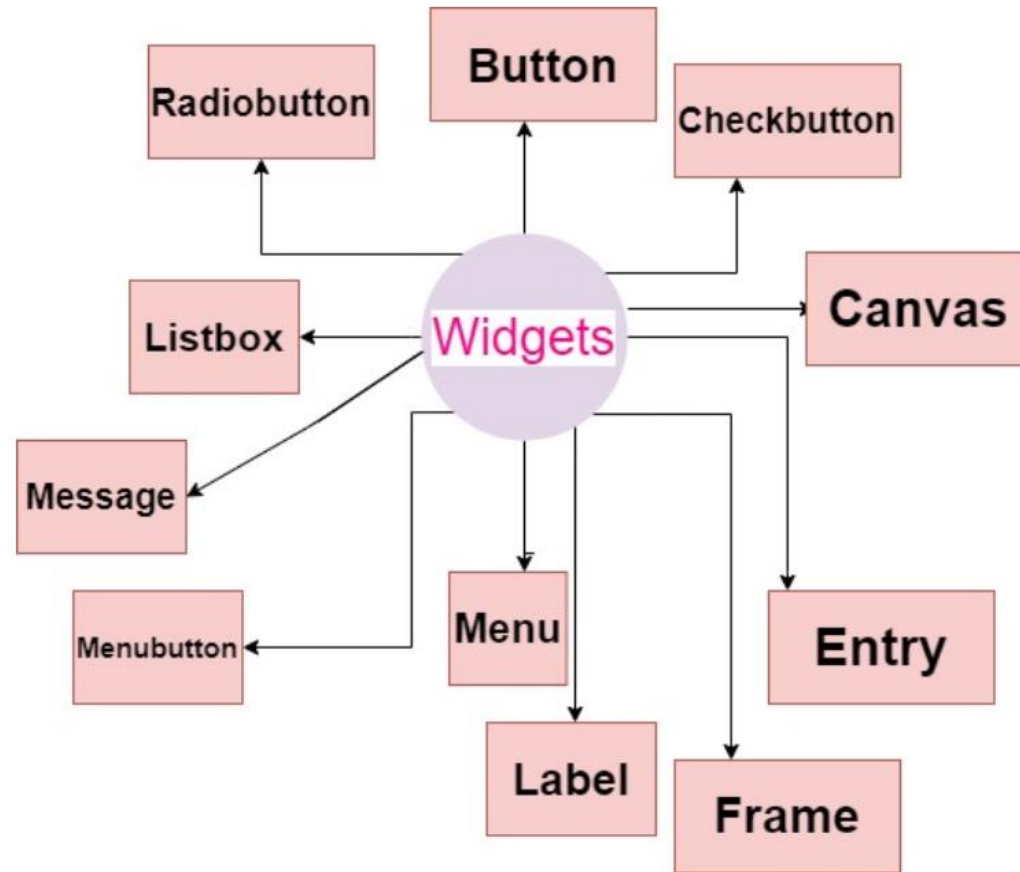 Button
Radiobutton
Checkbutton
Canvas
Listbox
Widgets
Message
Menu
Menubutton
Entry
Label
Frame